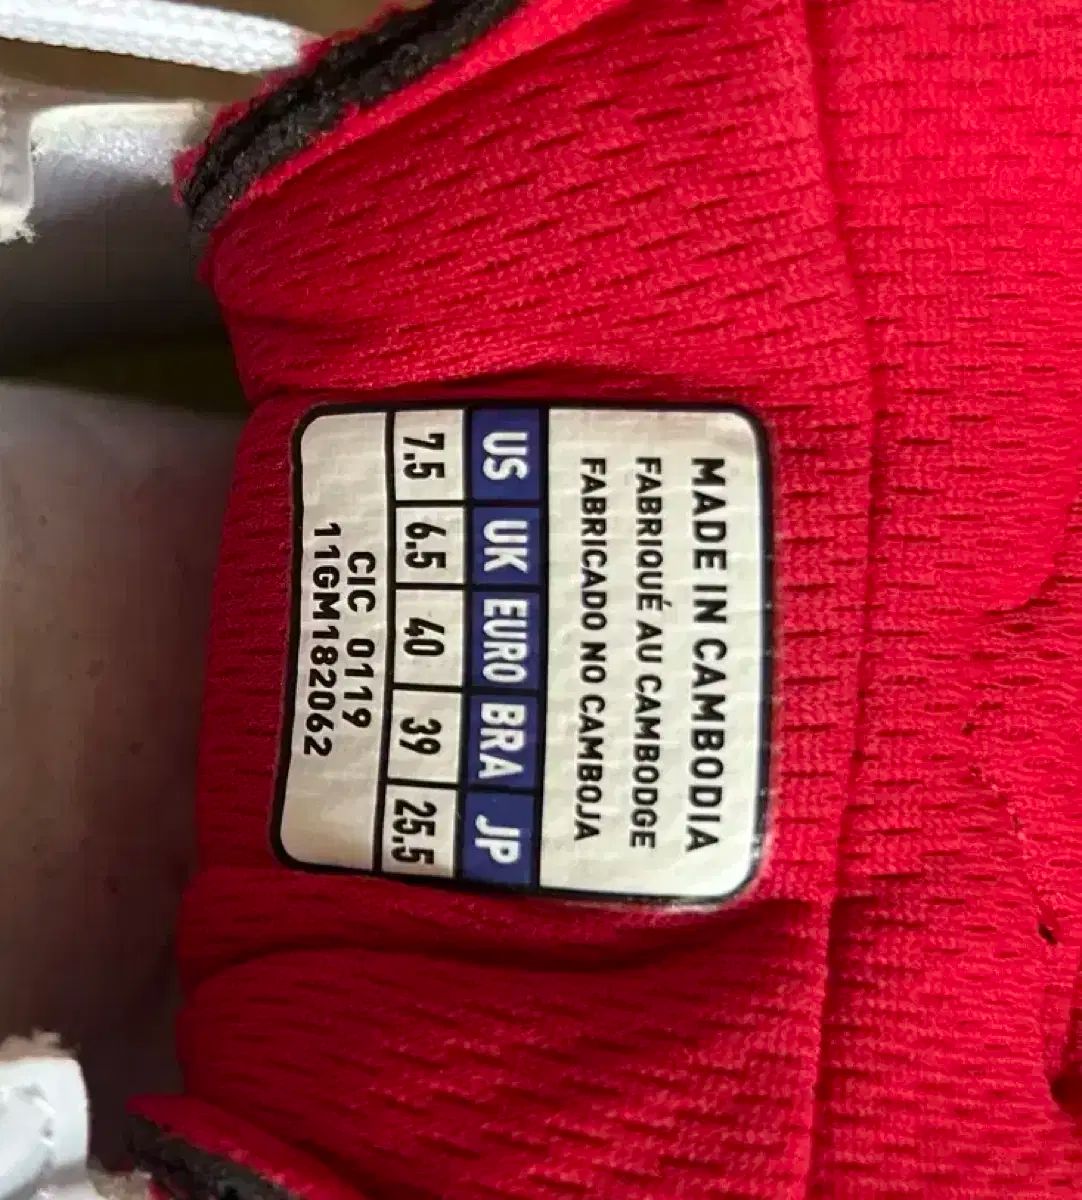 MADE IN CAMBODIA
FABRIQUÉ AU CAMBODGE
FABRICADO NO CAMBOJA
US UK EURO BRA JP
7.5 6.5 40 39 25.5
CIC 0119
11GM182062